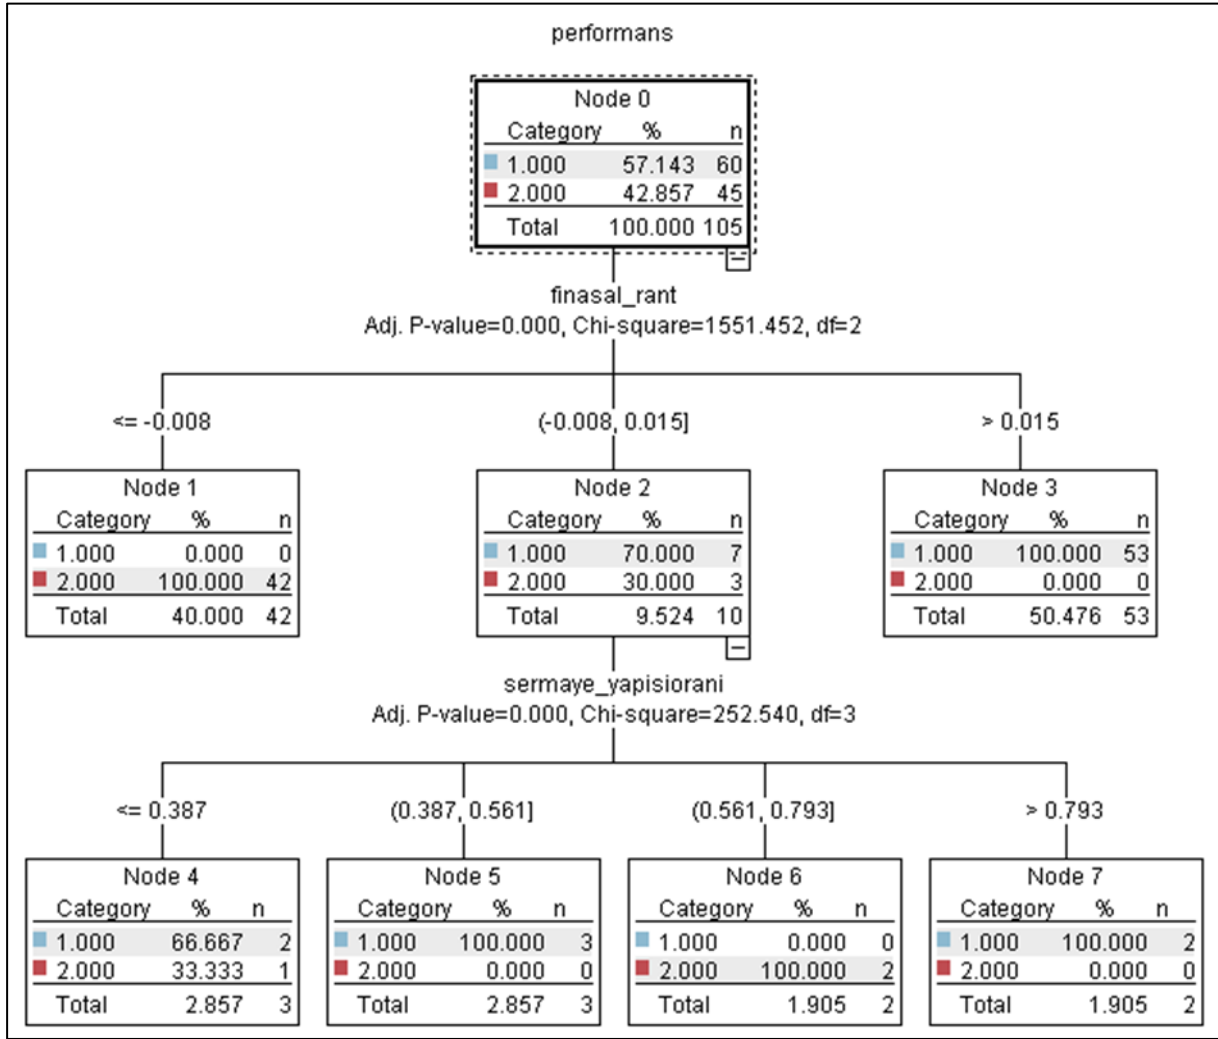 performans
Node 0
Category % n
1.000 57.143 60
2.000 42.857 45
Total 100.000 105
finasal_rant
Adj. P-value=0.000, Chi-square=1551.452, df=2
<= -0.008
(-0.008, 0.015]
> 0.015
Node 1
Category % n
1.000 0.000 0
2.000 100.000 42
Total 40.000 42
Node 2
Category % n
1.000 70.000 7
2.000 30.000 3
Total 9.524 10
Node 3
Category % n
1.000 100.000 53
2.000 0.000 0
Total 50.476 53
sermaye_yapisiorani
Adj. P-value=0.000, Chi-square=252.540, df=3
<= 0.387
(0.387, 0.561]
(0.561, 0.793]
> 0.793
Node 4
Category % n
1.000 66.667 2
2.000 33.333 1
Total 2.857 3
Node 5
Category % n
1.000 100.000 3
2.000 0.000 0
Total 2.857 3
Node 6
Category % n
1.000 0.000 0
2.000 100.000 2
Total 1.905 2
Node 7
Category % n
1.000 100.000 2
2.000 0.000 0
Total 1.905 2